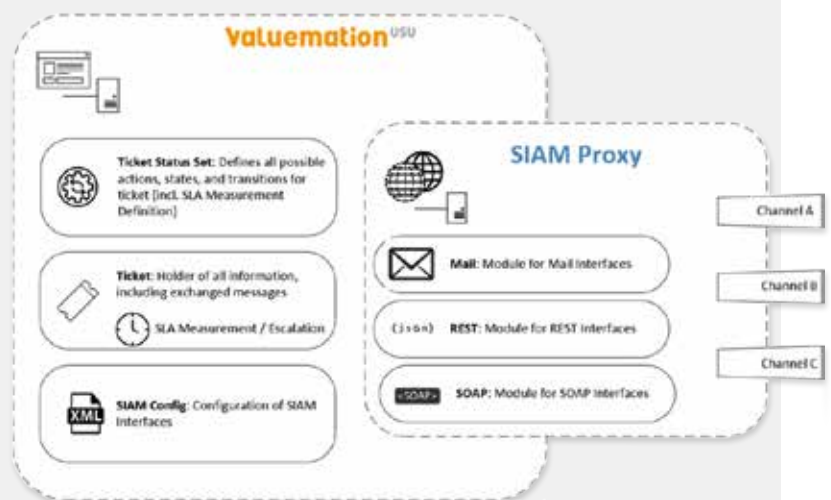 Valuemation USU
Ticket Status Set: Defines all possible
actions, states, and transitions for
ticket [incl. SLA Measurement
Definition]
Ticket: Holder of all information,
including exchanged messages
SLA Measurement / Escalation
XML
SIAM Config: Configuration of SIAM
Interfaces
SIAM Proxy
Mail: Module for Mail Interfaces
{json}
REST: Module for REST Interfaces
<SOAP>
SOAP: Module for SOAP Interfaces
Channel A
Channel B
Channel C